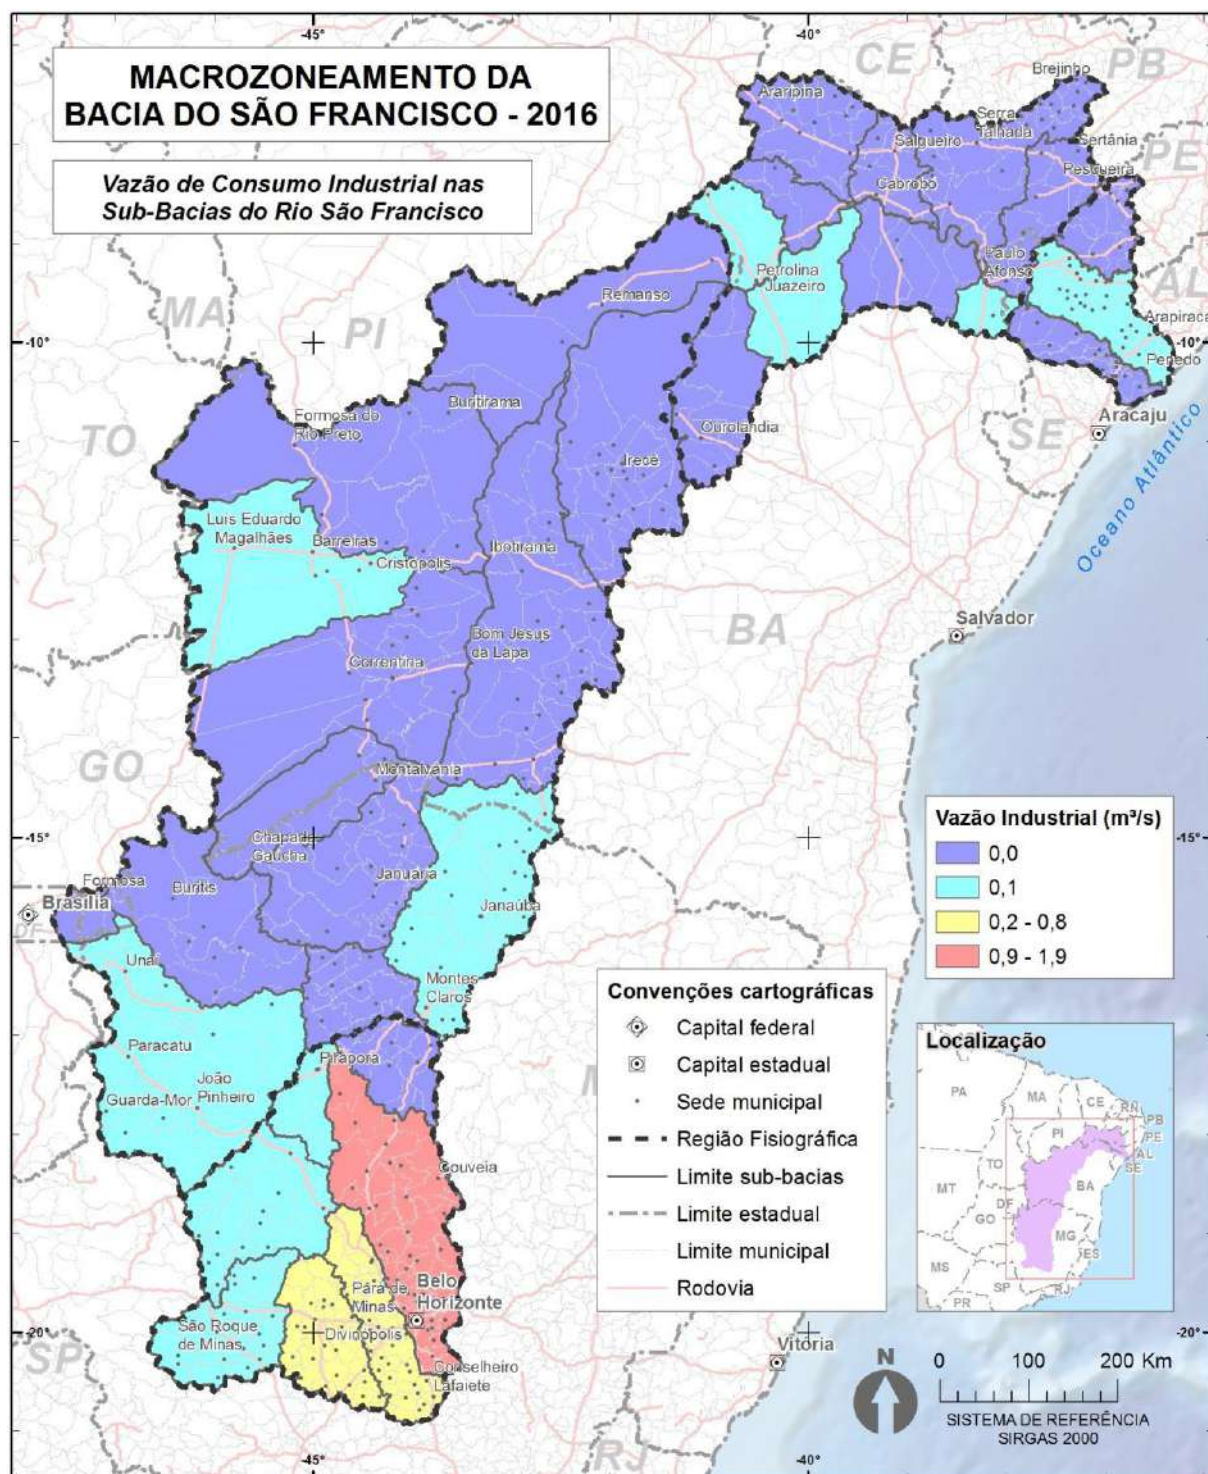 -45°
-40°
MACROZONEAMENTO DA
BACIA DO SÃO FRANCISCO - 2016
Vazão de Consumo Industrial nas
Sub-Bacias do Rio São Francisco
CE
PB
Brejinho
Araripina
Serra
Talhada
Salgueiro
Sertânia
PE
Pesqueira
Cabrobó
Paulo
Afonso
Petrolina
Juazeiro
Remanso
AL
MA
PI
Arapiraca
-10°
-10°
Penedo
Buritirama
Formosa do
Rio Preto
Aracaju
SE
TO
Ourolandia
Irecê
Oceano Atlântico
Luis Eduardo
Magalhães
Barreiras
Cristópolis
Ibotirama
BA
Salvador
Bom Jesus
da Lapa
Correntina
GO
Montalvânia
Vazão Industrial (m³/s)
0,0
0,1
0,2 - 0,8
0,9 - 1,9
-15°
-15°
Chapada
Gaúcha
Januária
Formosa
Buritis
Brasília
DF
Janaúba
Unaí
Montes
Claros
Convenções cartográficas
Capital federal
Capital estadual
Sede municipal
Região Fisiográfica
Limite sub-bacias
Limite estadual
Limite municipal
Rodovia
Localização
PA
MA
CE
RN
PB
PI
PE
AL
SE
TO
BA
MT
DF
GO
MG
ES
MS
SP
RJ
PR
Paracatu
Pirapora
João
Pinheiro
Guarda-Mor
M
Gouveia
Belo
Horizonte
Pará de
Minas
São Roque
de Minas
Divinópolis
Conselheiro
Lafaiete
-20°
-20°
SP
Vitória
RJ
N
0 100 200 Km
SISTEMA DE REFERÊNCIA
SIRGAS 2000
-45°
-40°